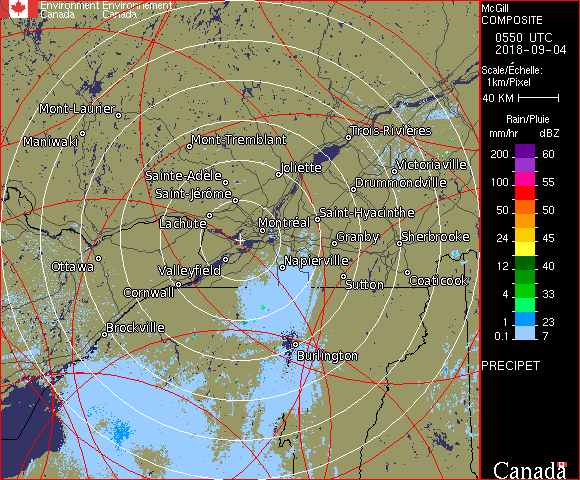 Environment Environnement
Canada Canada
McGill
COMPOSITE
0550 UTC
2018-09-04
Scale/Échelle:
1km/Pixel
40 KM
Rain/Pluie
mm/hr dBZ
200 60
150 57
100 55
50 50
24 45
12 40
4 33
1 23
0.1 7
PRECIPET
Canada
Mont-Laurier
Maniwaki
Mont-Tremblant
Trois-Rivières
Sainte-Adèle
Joliette
Victoriaville
Saint-Jérôme
Drummondville
Lachute
Montréal
Saint-Hyacinthe
Granby
Sherbrooke
Ottawa
Valleyfield
Napierville
Cornwall
Sutton
Coaticook
Brockville
Burlington